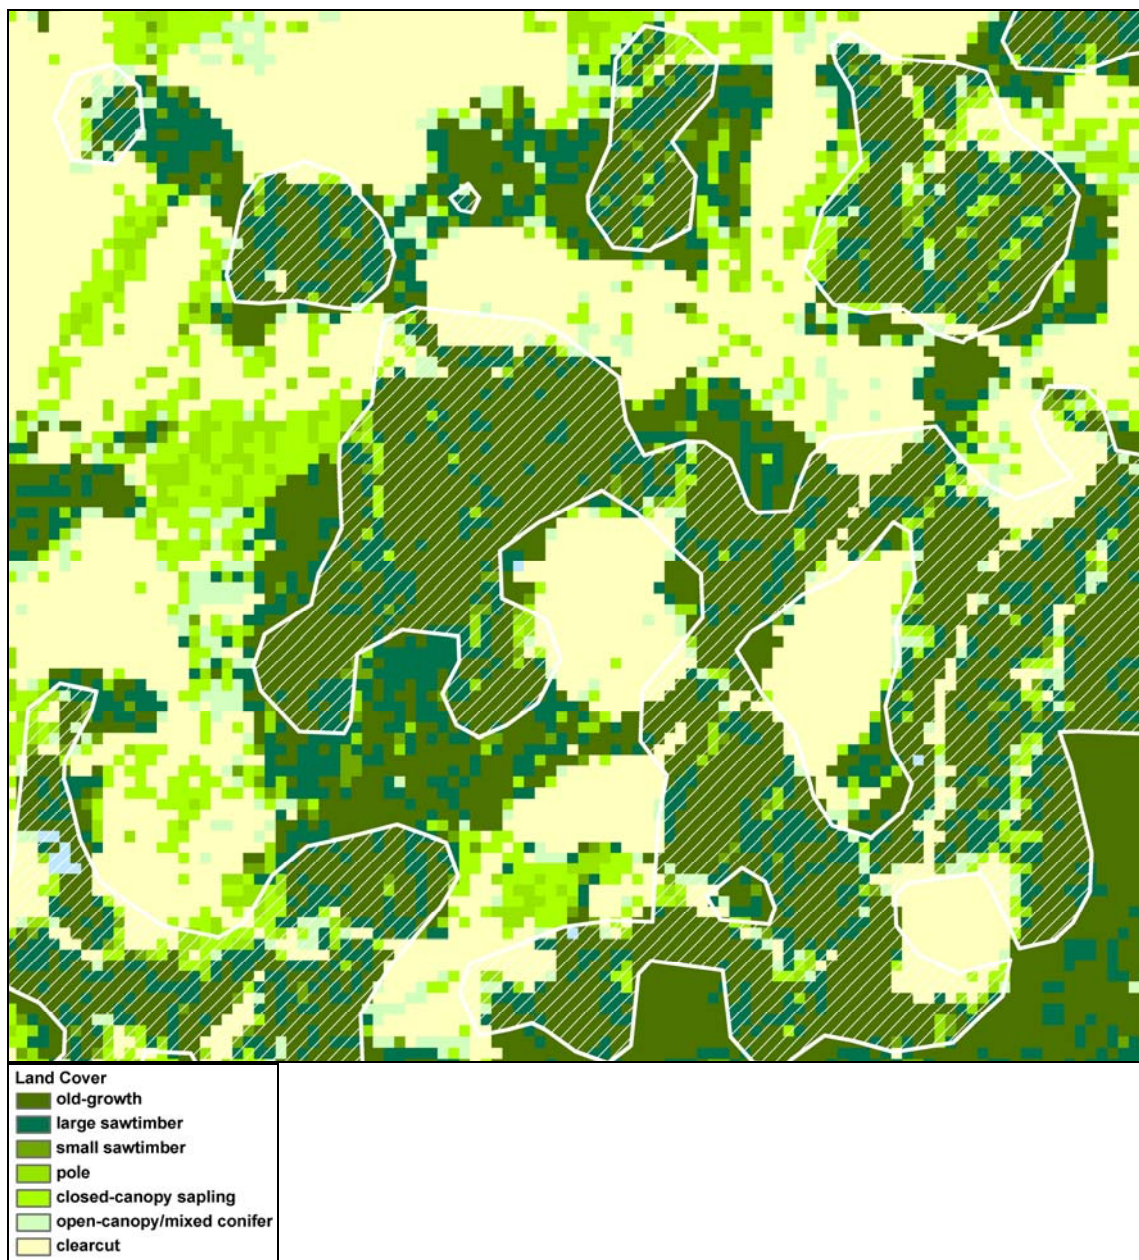 Land Cover
old-growth
large sawtimber
small sawtimber
pole
closed-canopy sapling
open-canopy/mixed conifer
clearcut